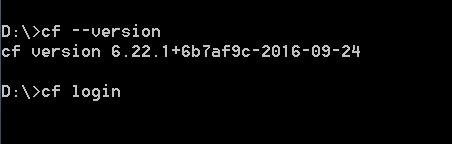 D:\>cf --version
cf version 6.22.1+6b7af9c-2016-09-24
D:\>cf login